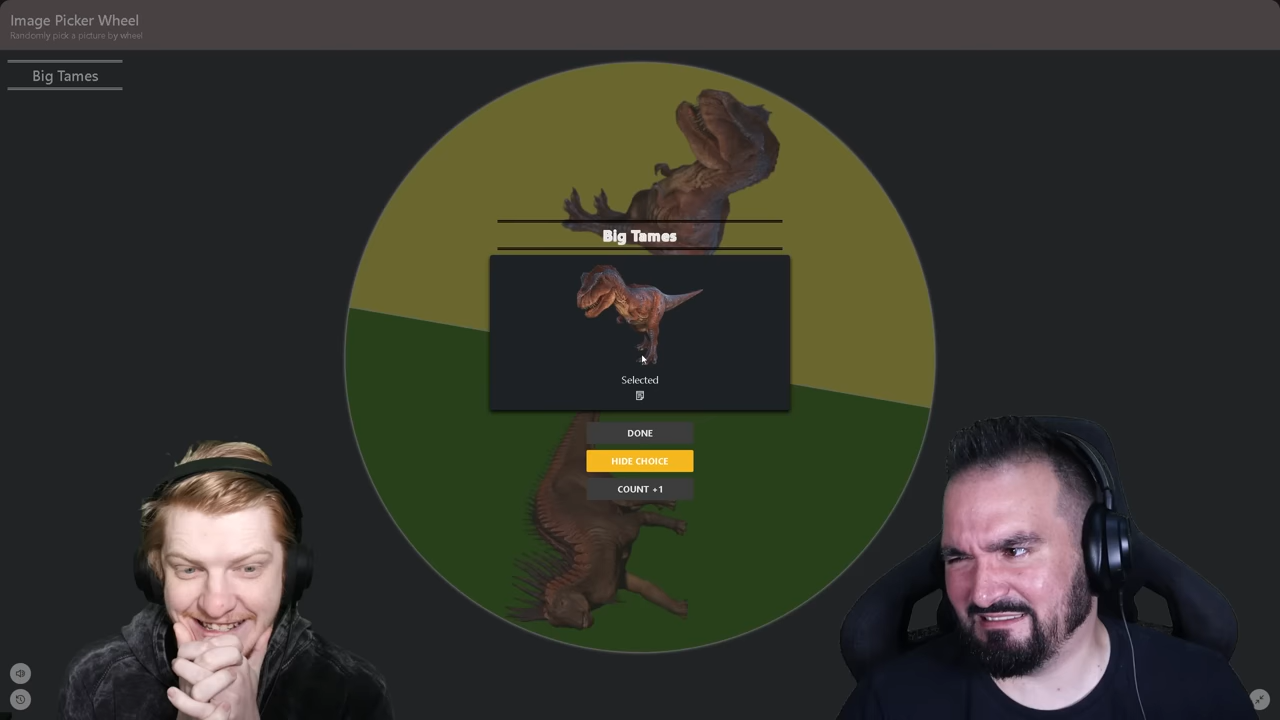 Image Picker Wheel
Randomly pick a picture by wheel
Big Tames
Big Tames
Selected
DONE
HIDE CHOICE
COUNT +1